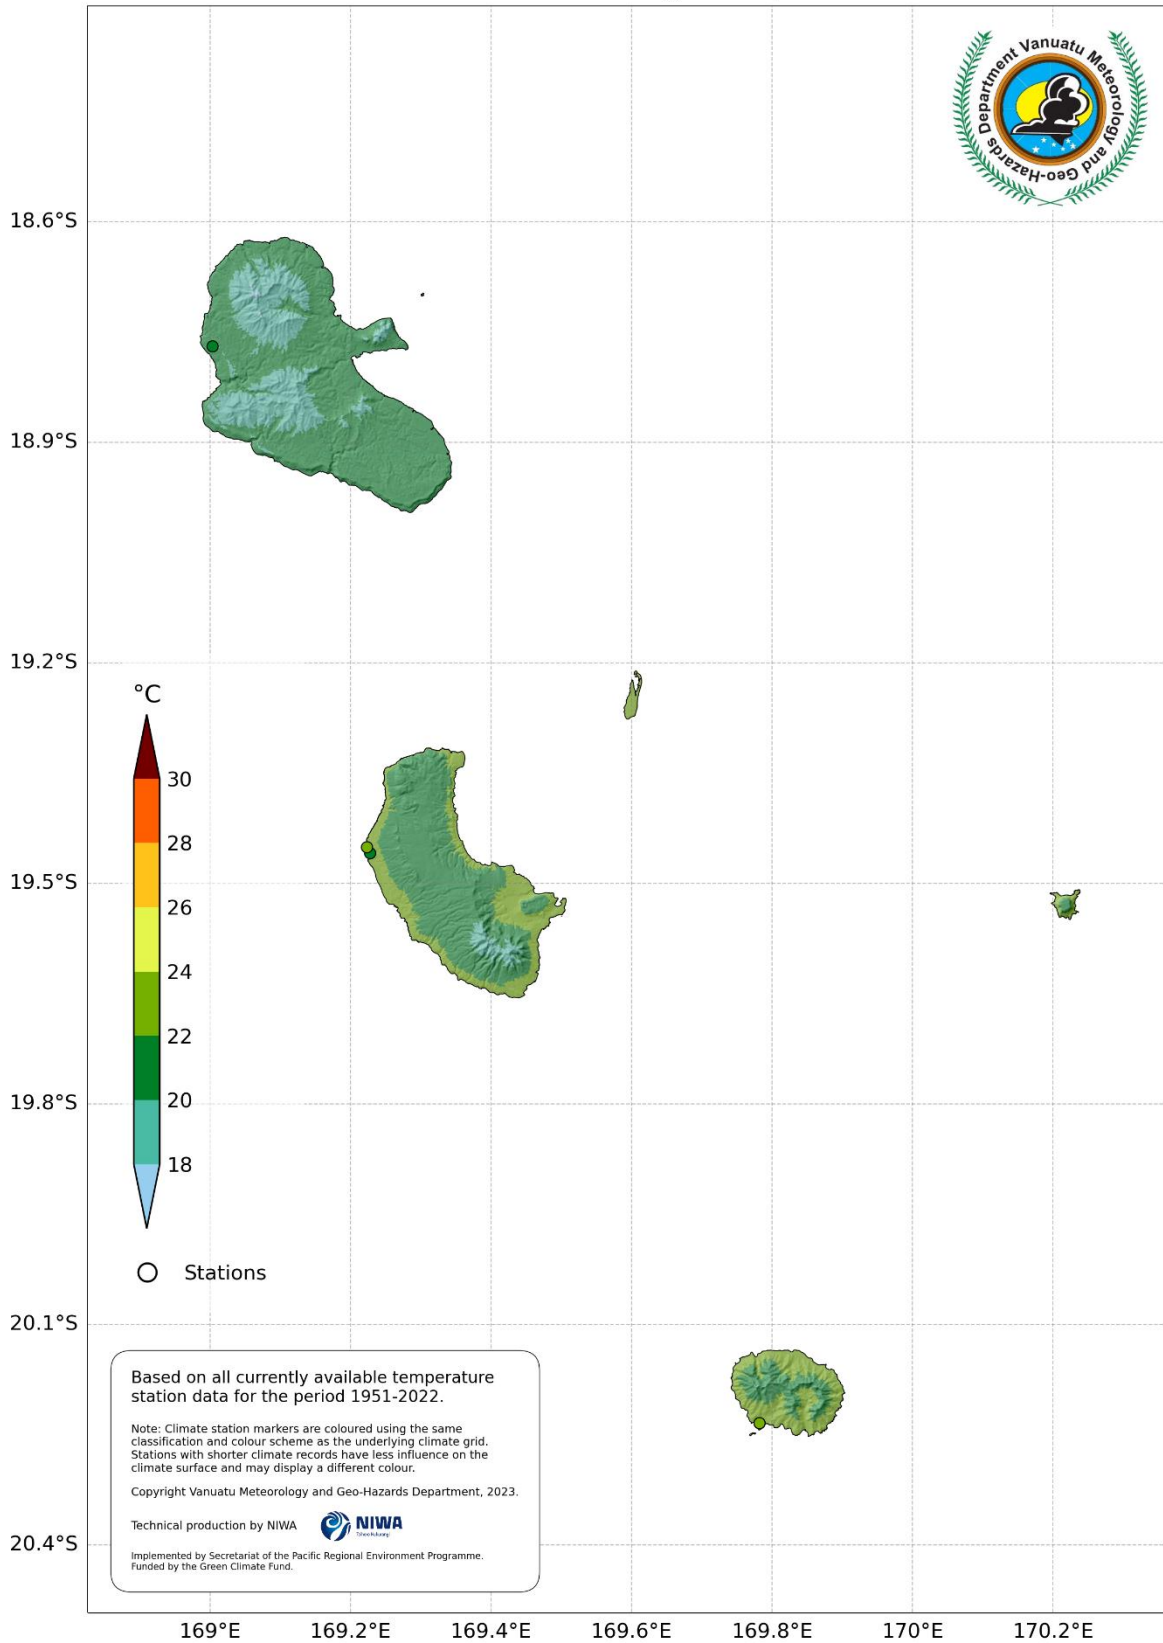 Department Vanuatu Meteorology and Geo-Hazards
18.6°S
18.9°S
19.2°S
°C
30
28
26
19.5°S
24
22
20
19.8°S
18
Stations
20.1°S
Based on all currently available temperature
station data for the period 1951-2022.
Note: Climate station markers are coloured using the same
classification and colour scheme as the underlying climate grid.
Stations with shorter climate records have less influence on the
climate surface and may display a different colour.
Copyright Vanuatu Meteorology and Geo-Hazards Department, 2023.
Technical production by NIWA
NIWA
Taihoro Nukurangi
Implemented by Secretariat of the Pacific Regional Environment Programme.
Funded by the Green Climate Fund.
20.4°S
169°E 169.2°E 169.4°E 169.6°E 169.8°E 170°E 170.2°E